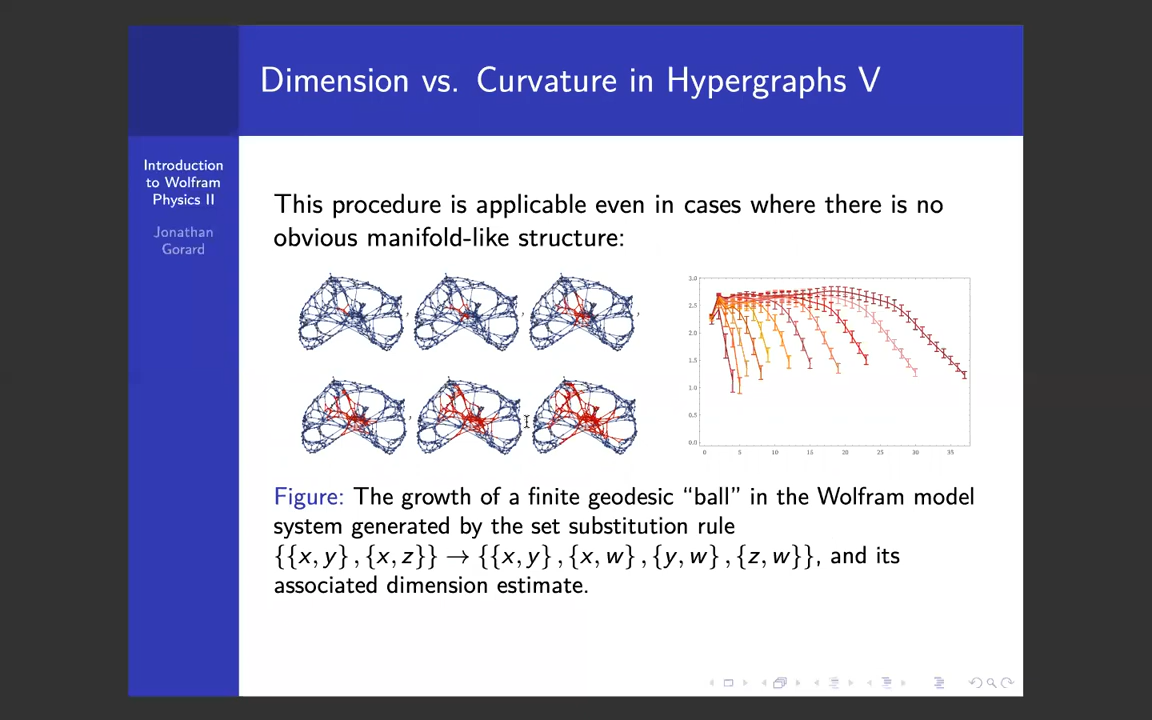 Dimension vs. Curvature in Hypergraphs V
Introduction
to Wolfram
Physics II
Jonathan
Gorard
This procedure is applicable even in cases where there is no
obvious manifold-like structure:
3.0
2.5
2.0
1.5
1.0
0.5
0.0
0 5 10 15 20 25 30 35
Figure: The growth of a finite geodesic “ball” in the Wolfram model
system generated by the set substitution rule
{{x, y} , {x, z}} → {{x, y} , {x, w} , {y, w} , {z, w}}, and its
associated dimension estimate.